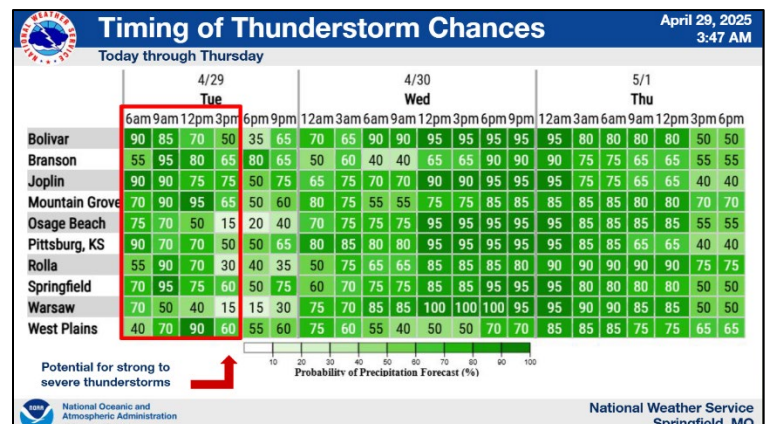 Timing of Thunderstorm Chances
April 29, 2025
3:47 AM
Today through Thursday
NATIONAL WEATHER SERVICE
4/29 4/30 5/1
Tue Wed Thu
6am 9am 12pm 3pm 6pm 9pm 12am 3am 6am 9am 12pm 3pm 6pm 9pm 12am 3am 6am 9am 12pm 3pm 6pm
Bolivar 90 85 70 50 35 65 70 65 90 90 95 95 95 95 95 80 80 80 80 50 50
Branson 55 95 80 65 80 65 50 60 40 40 65 65 90 90 90 75 75 65 65 55 55
Joplin 90 90 75 75 50 75 65 75 70 70 90 90 95 95 95 75 75 65 65 40 40
Mountain Grove 70 90 95 65 50 60 80 75 55 55 75 75 85 85 85 85 85 80 80 70 70
Osage Beach 75 70 50 15 20 40 70 75 75 75 95 95 95 95 95 85 85 85 85 55 55
Pittsburg, KS 90 70 70 50 50 65 80 85 80 80 95 95 95 95 95 85 85 65 65 40 40
Rolla 55 90 70 30 40 35 50 75 65 65 85 85 85 80 90 90 90 90 90 75 75
Springfield 70 95 75 60 50 75 60 70 75 75 85 85 95 95 95 80 80 80 80 50 50
Warsaw 70 50 40 15 15 30 75 70 85 85 100 100 100 95 95 90 90 85 85 50 50
West Plains 40 70 90 60 55 60 75 60 55 40 50 50 70 70 85 85 85 75 75 65 65
10 20 30 40 50 60 70 80 90 100
Probability of Precipitation Forecast (%)
Potential for strong to
severe thunderstorms
NOAA
National Oceanic and
Atmospheric Administration
National Weather Service
Springfield, MO